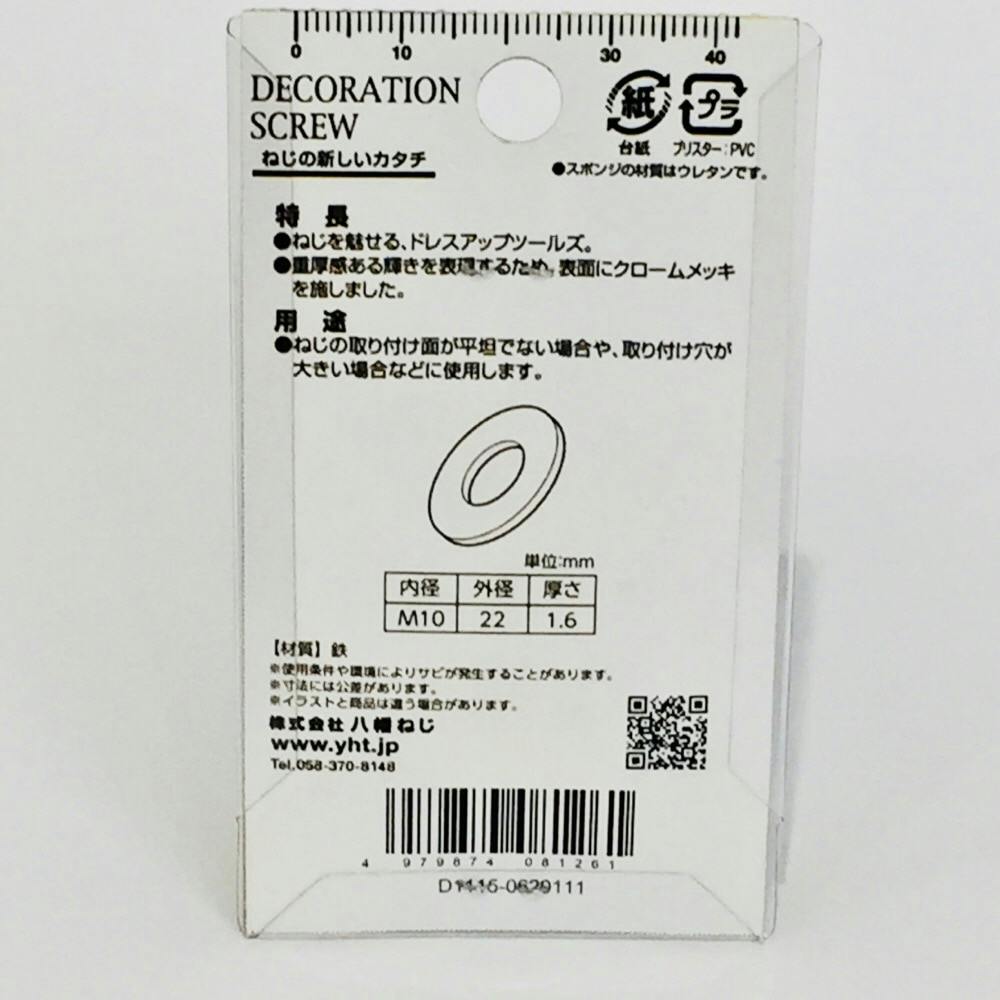 0 10 30 40
DECORATION
SCREW
ねじの新しいカタチ
紙 プラ
台紙 ブリスター:PVC
●スポンジの材質はウレタンです。
特 長
●ねじを魅せる、ドレスアップツールズ。
●重厚感ある輝きを表現するため、表面にクロームメッキ
を施しました。
用 途
●ねじの取り付け面が平坦でない場合や、取り付け穴が
大きい場合などに使用します。
単位:mm
内径 外径 厚さ
M10 22 1.6
【材質】鉄
※使用条件や環境によりサビが発生することがあります。
※寸法には公差があります。
※イラストと商品は違う場合があります。
株式会社 八幡ねじ
www.yht.jp
Tel.058-370-8148
4 979874 081261